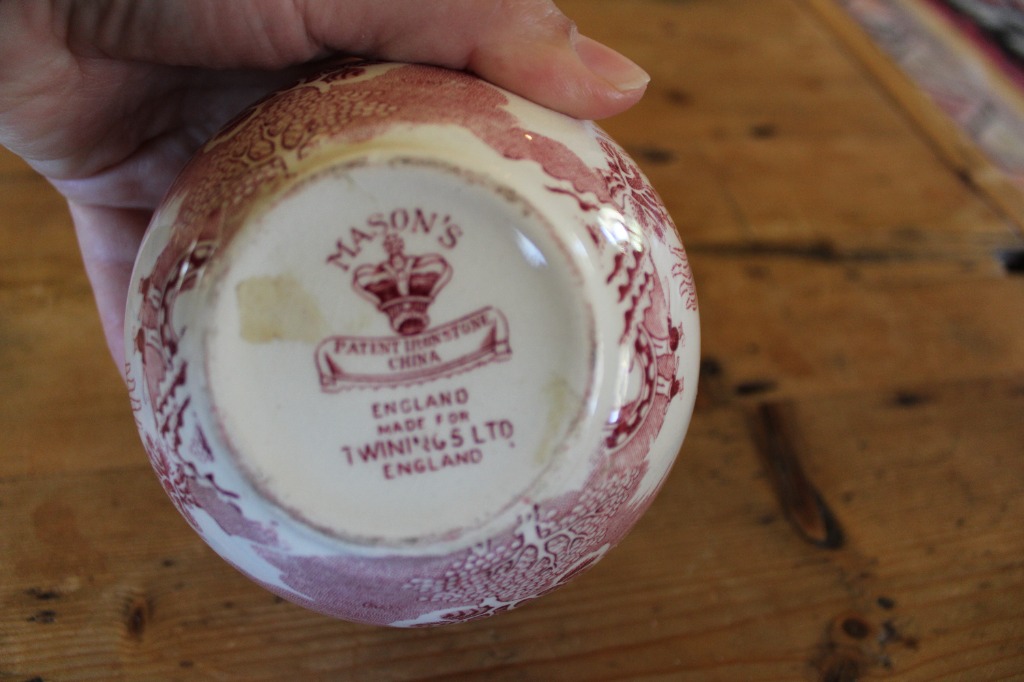 MASON'S
PATENT IRONSTONE
CHINA
ENGLAND
MADE FOR
TWININGS LTD
ENGLAND